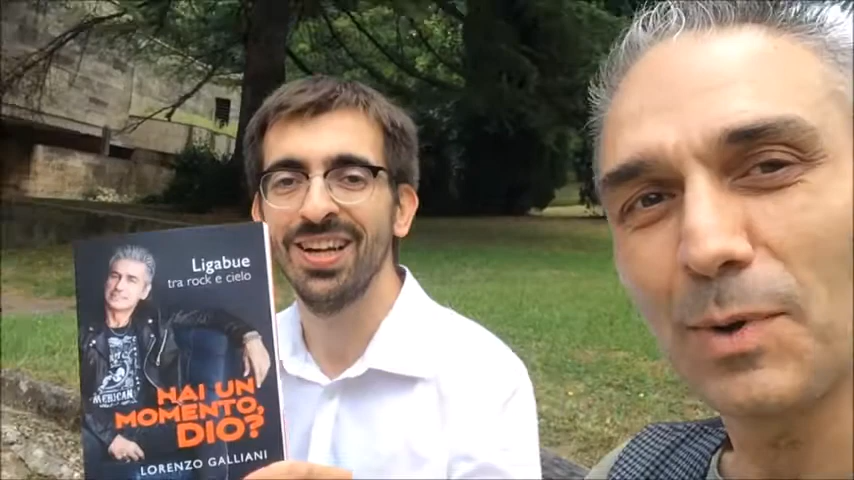 Ligabue
tra rock e cielo
MERICAN
HAI UN
MOMENTO,
DIO?
LORENZO GALLIANI